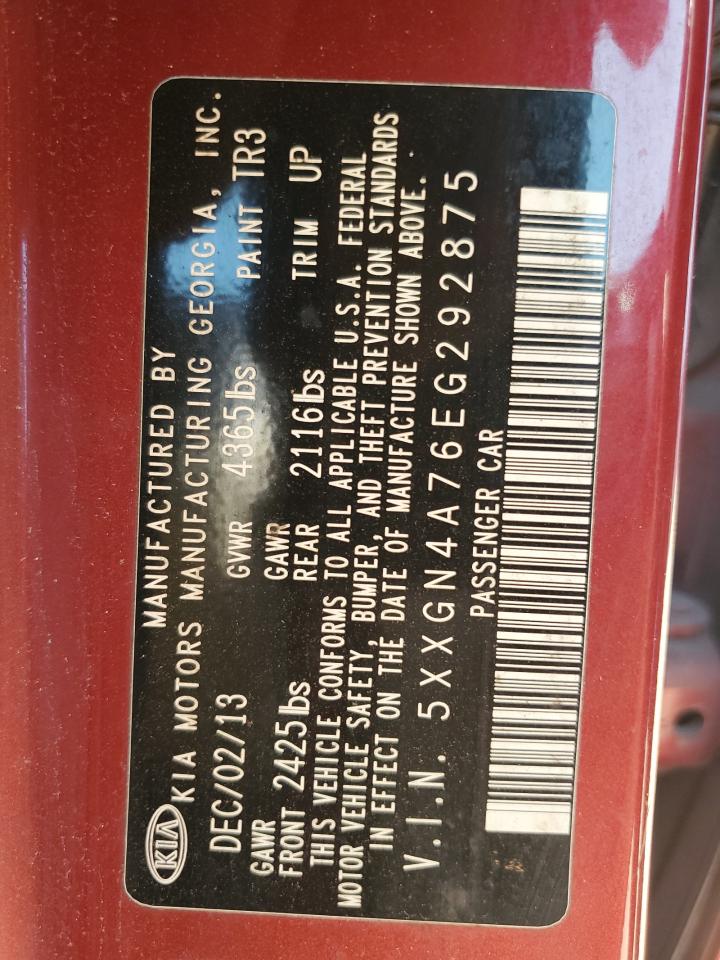 MANUFACTURED BY
KIA KIA MOTORS MANUFACTURING GEORGIA, INC.
DEC/02/13 GVWR 4365lbs PAINT TR3
GAWR FRONT 2425lbs GAWR REAR 2116lbs TRIM UP
THIS VEHICLE CONFORMS TO ALL APPLICABLE U.S.A. FEDERAL
MOTOR VEHICLE SAFETY, BUMPER, AND THEFT PREVENTION STANDARDS
IN EFFECT ON THE DATE OF MANUFACTURE SHOWN ABOVE.
V.I.N. 5XXGN4A76EG292875
PASSENGER CAR